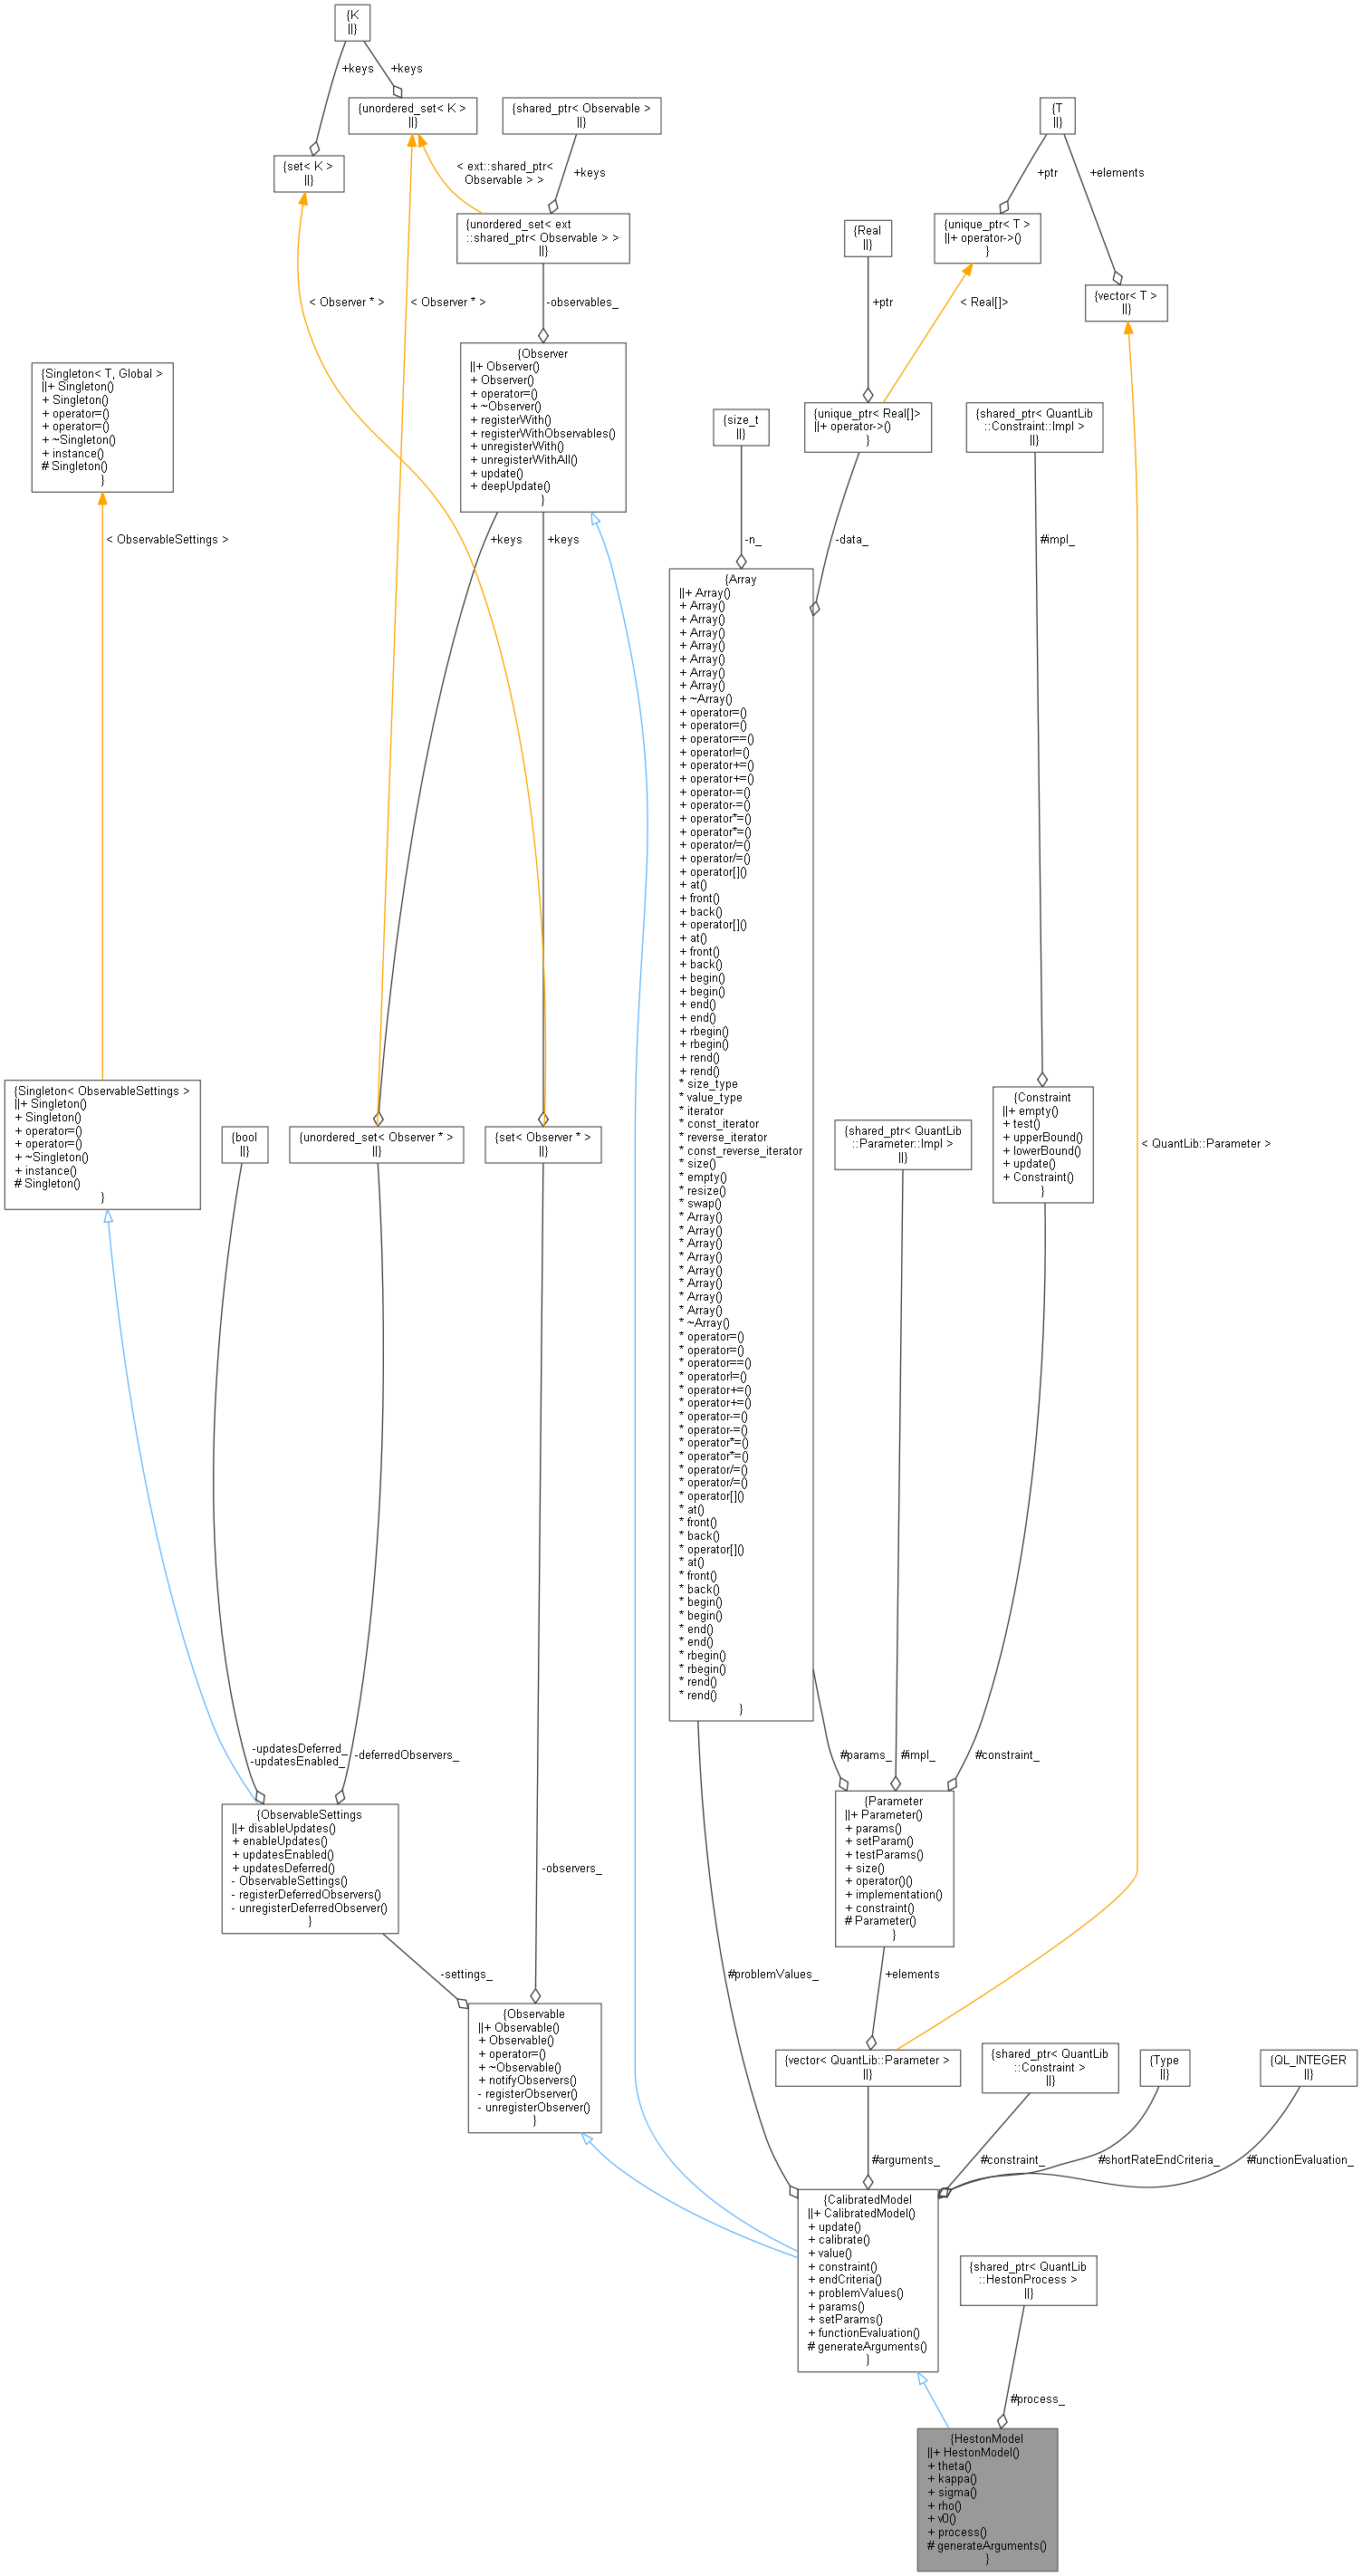 {K
||}
+keys
+keys
{unordered_set< K >
||}
{shared_ptr< Observable >
||}
{T
||}
{set< K >
||}
< ext::shared_ptr<
Observable > >
+keys
+ptr
+elements
{unordered_set< ext
::shared_ptr< Observable > >
||}
{Real
||}
{unique_ptr< T >
||+ operator->()
}
{vector< T >
||}
< Observer * >
< Observer * >
-observables_
+ptr
< Real[]>
{Singleton< T, Global >
||+ Singleton()
+ Singleton()
+ operator=()
+ operator=()
+ ~Singleton()
+ instance()
# Singleton()
}
{Observer
||+ Observer()
+ Observer()
+ operator=()
+ ~Observer()
+ registerWith()
+ registerWithObservables()
+ unregisterWith()
+ unregisterWithAll()
+ update()
+ deepUpdate()
}
{size_t
||}
{unique_ptr< Real[]>
||+ operator->()
}
{shared_ptr< QuantLib
::Constraint::Impl >
||}
< ObservableSettings >
+keys
+keys
-n_
-data_
#impl_
{Array
||+ Array()
+ Array()
+ Array()
+ Array()
+ Array()
+ Array()
+ Array()
+ Array()
+ ~Array()
+ operator=()
+ operator=()
+ operator==()
+ operator!=()
+ operator+=()
+ operator+=()
+ operator-=()
+ operator-=()
+ operator*=()
+ operator*=()
+ operator/=()
+ operator/=()
+ operator[]()
+ at()
+ front()
+ back()
+ operator[]()
+ at()
+ front()
+ back()
+ begin()
+ begin()
+ end()
+ end()
+ rbegin()
+ rbegin()
+ rend()
+ rend()
* size_type
* value_type
* iterator
* const_iterator
* reverse_iterator
* const_reverse_iterator
* size()
* empty()
* resize()
* swap()
* Array()
* Array()
* Array()
* Array()
* Array()
* Array()
* Array()
* Array()
* ~Array()
* operator=()
* operator=()
* operator==()
* operator!=()
* operator+=()
* operator+=()
* operator-=()
* operator-=()
* operator*=()
* operator*=()
* operator/=()
* operator/=()
* operator[]()
* at()
* front()
* back()
* operator[]()
* at()
* front()
* back()
* begin()
* begin()
* end()
* end()
* rbegin()
* rbegin()
* rend()
* rend()
}
{Singleton< ObservableSettings >
||+ Singleton()
+ Singleton()
+ operator=()
+ operator=()
+ ~Singleton()
+ instance()
# Singleton()
}
{bool
||}
{unordered_set< Observer * >
||}
{set< Observer * >
||}
{shared_ptr< QuantLib
::Parameter::Impl >
||}
{Constraint
||+ empty()
+ test()
+ upperBound()
+ lowerBound()
+ update()
+ Constraint()
}
< QuantLib::Parameter >
-updatesDeferred_
-updatesEnabled_
-deferredObservers_
#params_
#impl_
#constraint_
{ObservableSettings
||+ disableUpdates()
+ enableUpdates()
+ updatesEnabled()
+ updatesDeferred()
- ObservableSettings()
- registerDeferredObservers()
- unregisterDeferredObserver()
}
-observers_
{Parameter
||+ Parameter()
+ params()
+ setParam()
+ testParams()
+ size()
+ operator()()
+ implementation()
+ constraint()
# Parameter()
}
-settings_
#problemValues_
+elements
{Observable
||+ Observable()
+ Observable()
+ operator=()
+ ~Observable()
+ notifyObservers()
- registerObserver()
- unregisterObserver()
}
{vector< QuantLib::Parameter >
||}
{shared_ptr< QuantLib
::Constraint >
||}
{Type
||}
{QL_INTEGER
||}
#arguments_
#constraint_
#shortRateEndCriteria_
#functionEvaluation_
{CalibratedModel
||+ CalibratedModel()
+ update()
+ calibrate()
+ value()
+ constraint()
+ endCriteria()
+ problemValues()
+ params()
+ setParams()
+ functionEvaluation()
# generateArguments()
}
{shared_ptr< QuantLib
::HestonProcess >
||}
#process_
{HestonModel
||+ HestonModel()
+ theta()
+ kappa()
+ sigma()
+ rho()
+ v0()
+ process()
# generateArguments()
}